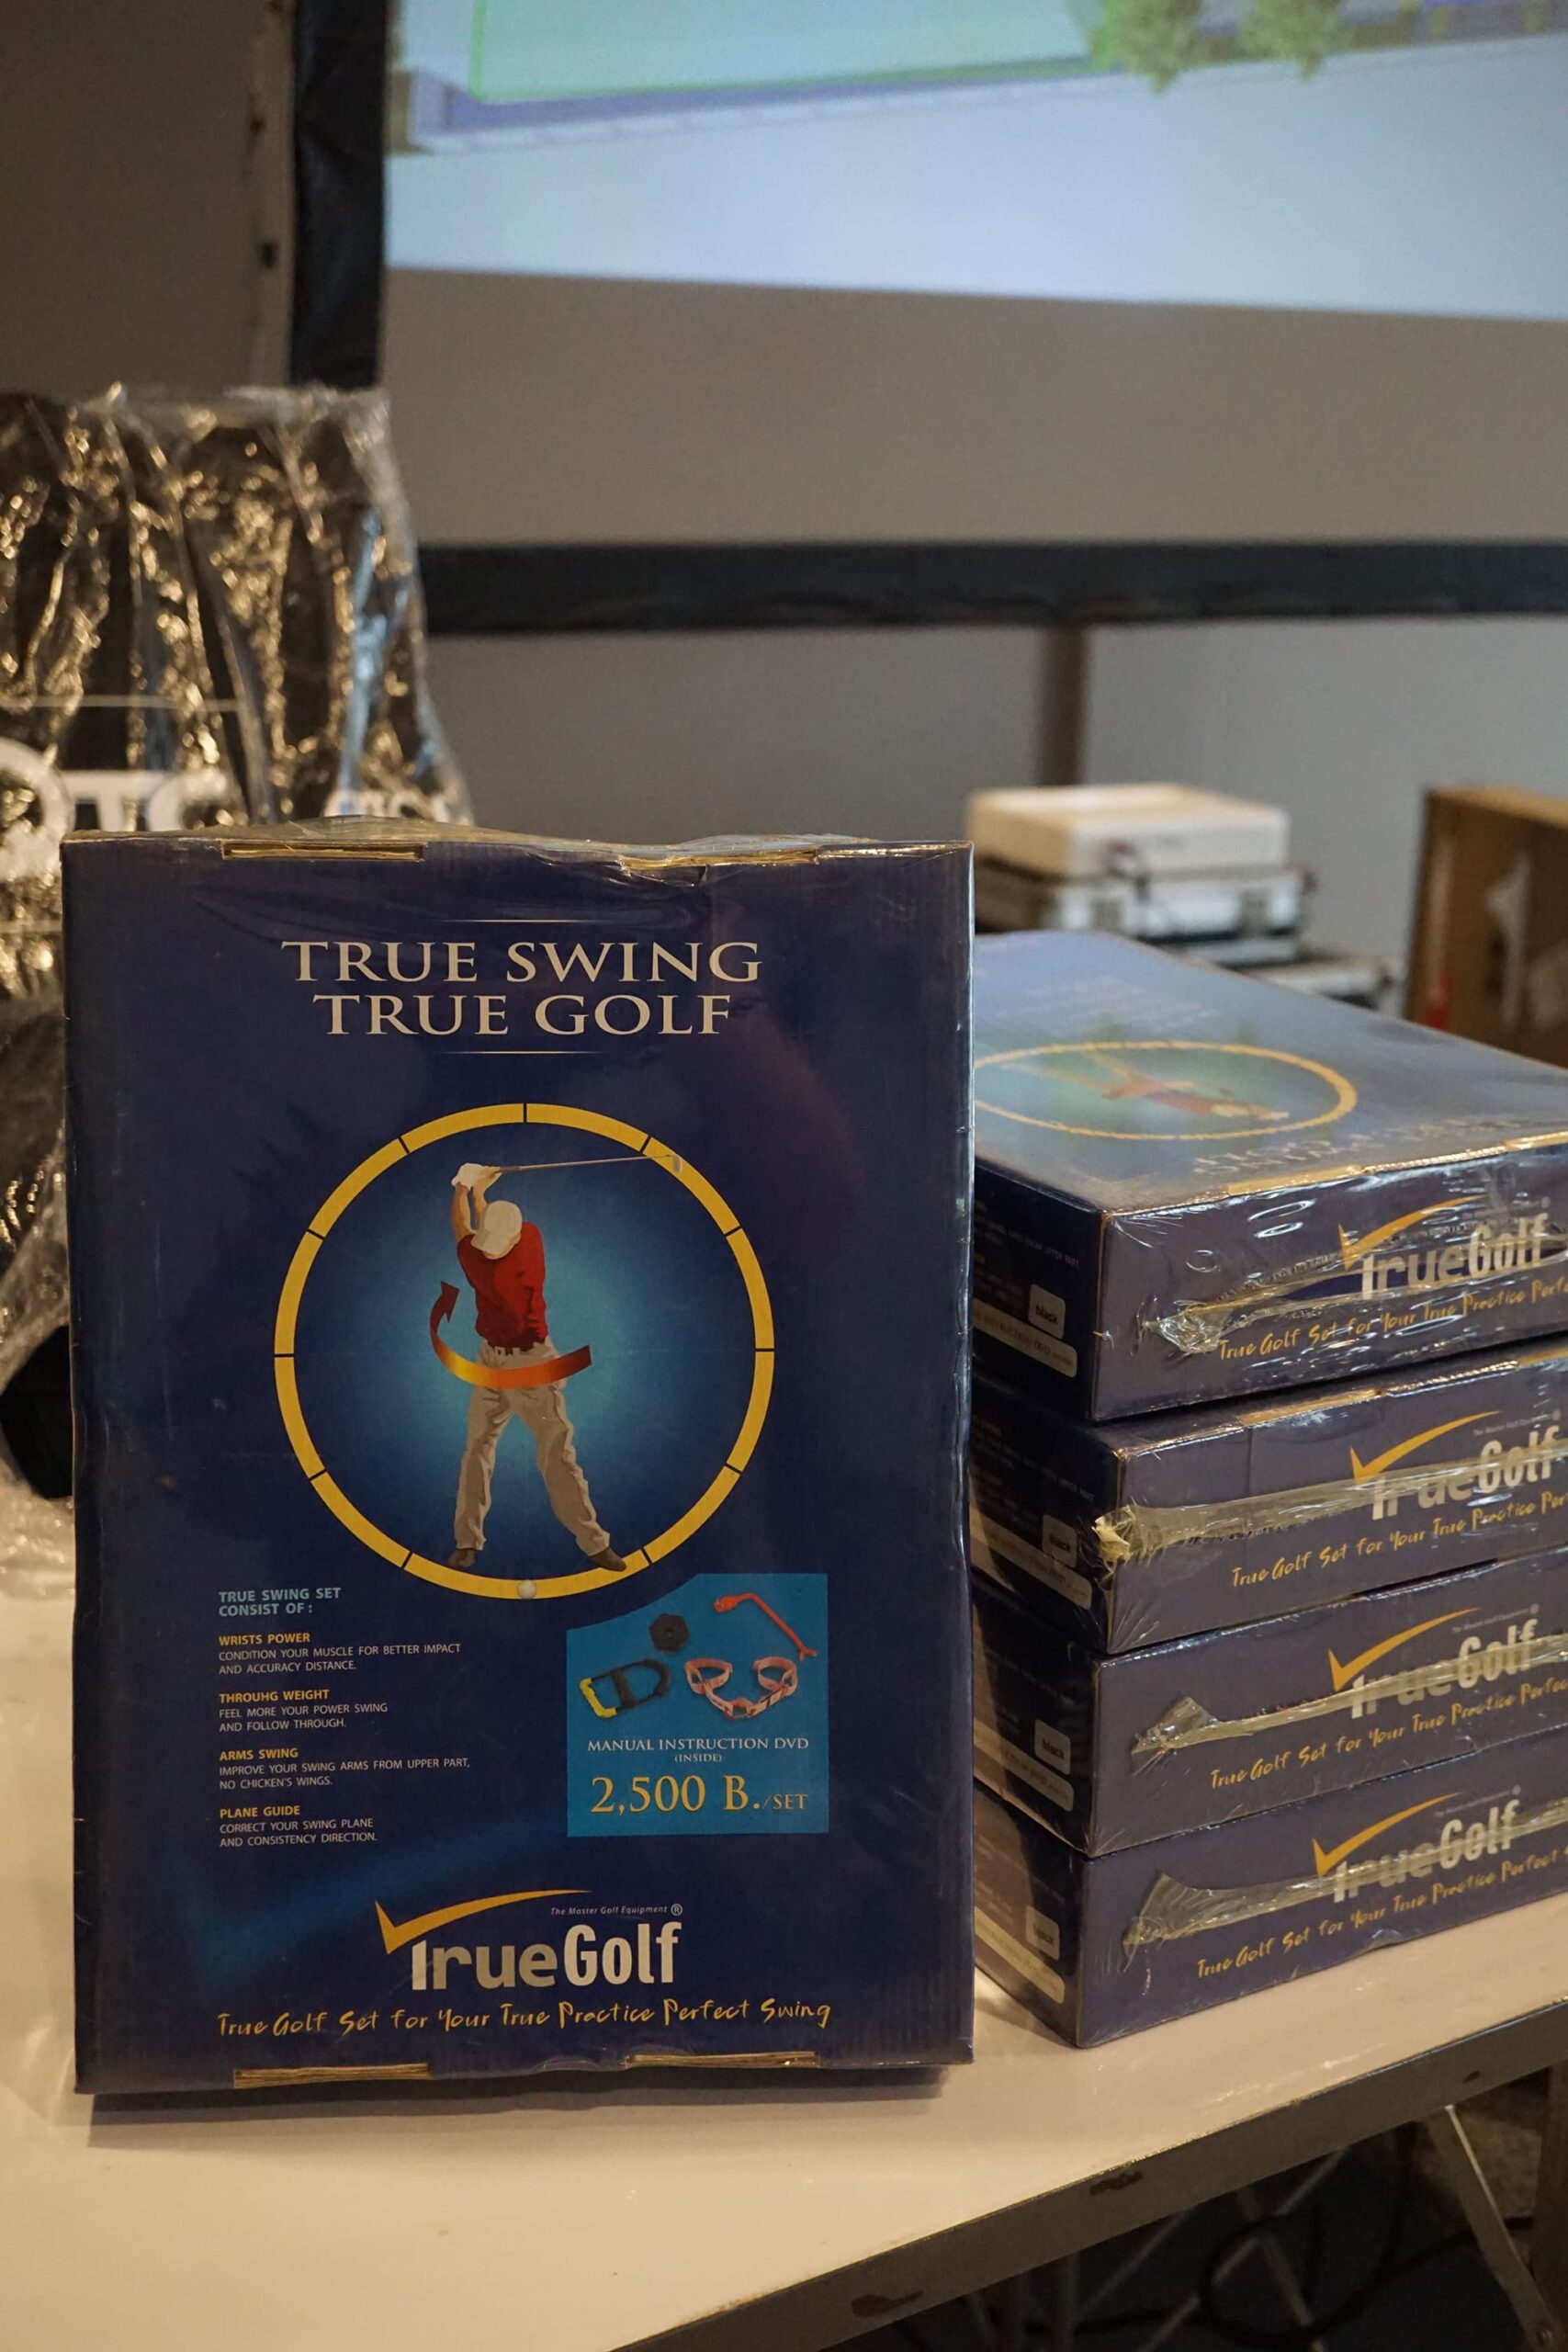 TRUE SWING
TRUE GOLF
TRUE SWING SET
CONSIST OF :
WRISTS POWER
CONDITION YOUR MUSCLE FOR BETTER IMPACT
AND ACCURACY DISTANCE.
THROUHG WEIGHT
FEEL MORE YOUR POWER SWING
AND FOLLOW THROUGH.
ARMS SWING
IMPROVE YOUR SWING ARMS FROM UPPER PART,
NO CHICKEN'S WINGS.
PLANE GUIDE
CORRECT YOUR SWING PLANE
AND CONSISTENCY DIRECTION.
MANUAL INSTRUCTION DVD
(INSIDE)
2,500 B./SET
The Master Golf Equipment ®
TrueGolf
True Golf Set for Your True Practice Perfect Swing
TrueGolf
True Golf Set for Your True Practice
black
TrueGolf
True Golf Set for Your True Practice
black
TrueGolf
True Golf Set for Your True Practice
black
TrueGolf
True Golf Set for Your True Practice Perfect
black